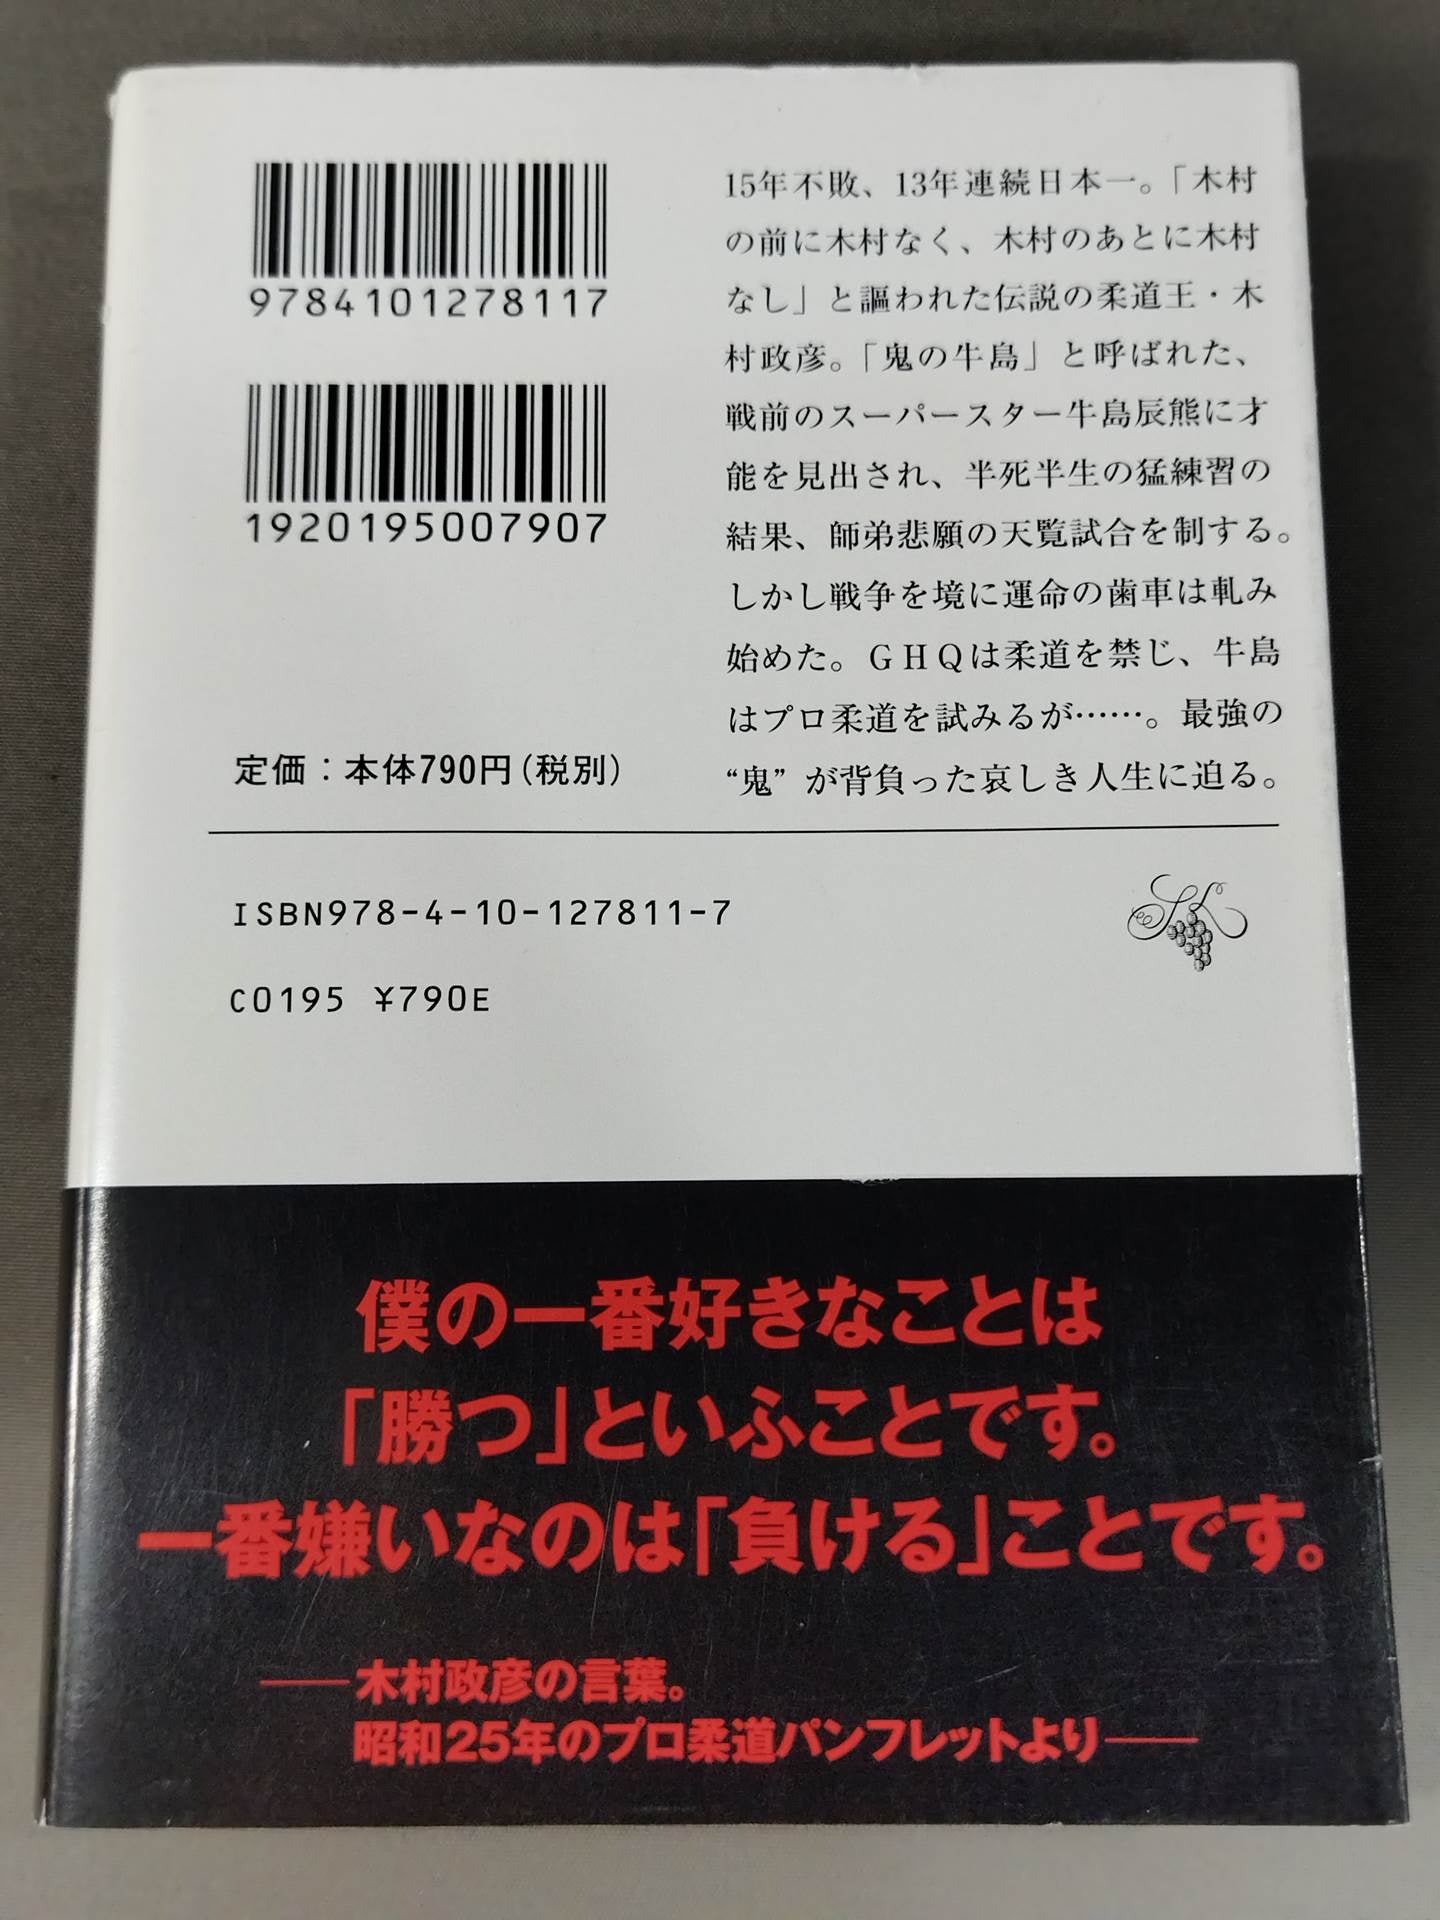 9784101278117
1920195007907
定価：本体790円（税別）
15年不敗、13年連続日本一。「木村
の前に木村なく、木村のあとに木村
なし」と謳われた伝説の柔道王・木
村政彦。「鬼の牛島」と呼ばれた、
戦前のスーパースター牛島辰熊に才
能を見出され、半死半生の猛練習の
結果、師弟悲願の天覧試合を制する。
しかし戦争を境に運命の歯車は軋み
始めた。ＧＨＱは柔道を禁じ、牛島
はプロ柔道を試みるが……。最強の
“鬼”が背負った哀しき人生に迫る。
ISBN978-4-10-127811-7
C0195 ¥790E
僕の一番好きなことは
「勝つ」といふことです。
一番嫌いなのは「負ける」ことです。
――木村政彦の言葉。
昭和25年のプロ柔道パンフレットより――